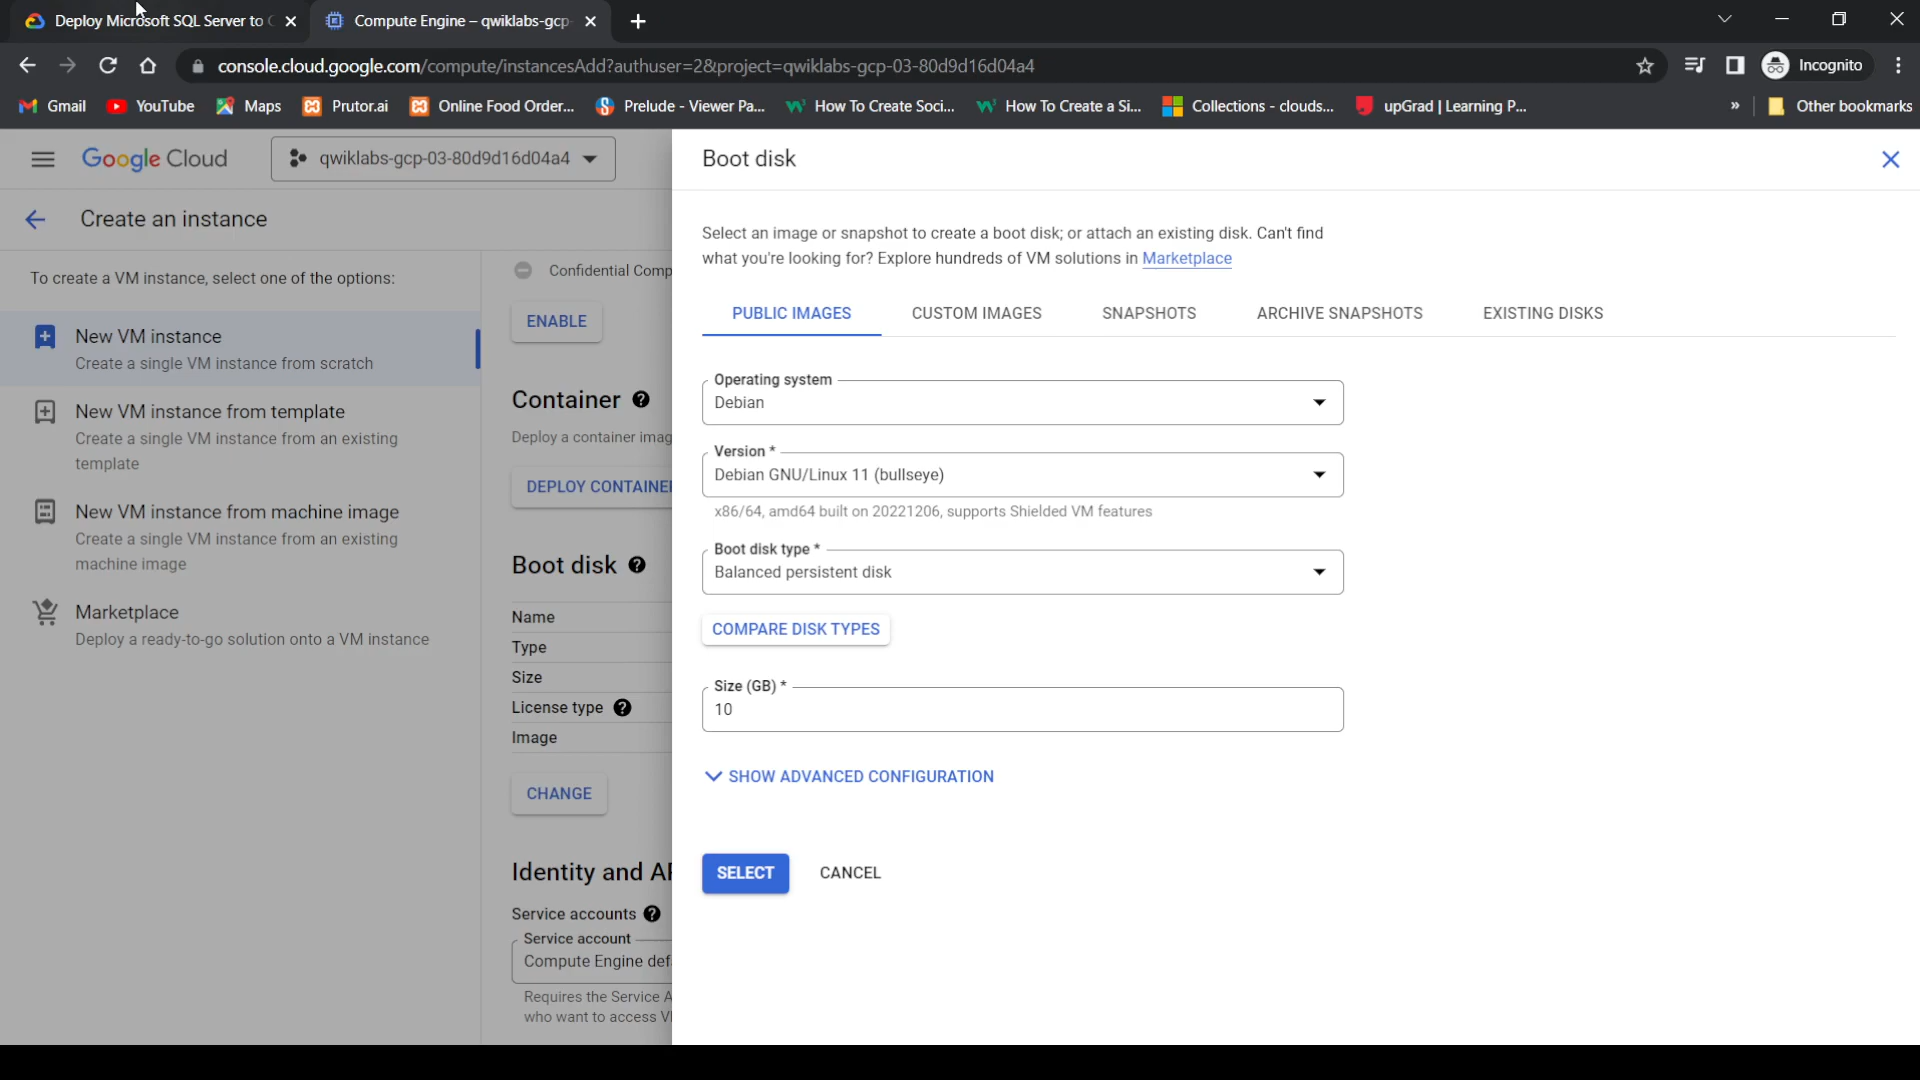 Deploy Microsoft SQL Server to C
Compute Engine – qwiklabs-gcp-
console.cloud.google.com/compute/instancesAdd?authuser=2&project=qwiklabs-gcp-03-80d9d16d04a4
Incognito
Gmail
YouTube
Maps
Prutor.ai
Online Food Order...
Prelude - Viewer Pa...
How To Create Soci...
How To Create a Si...
Collections - clouds...
upGrad | Learning P...
»
Other bookmarks
Google Cloud
qwiklabs-gcp-03-80d9d16d04a4
Create an instance
To create a VM instance, select one of the options:
New VM instance
Create a single VM instance from scratch
New VM instance from template
Create a single VM instance from an existing
template
New VM instance from machine image
Create a single VM instance from an existing
machine image
Marketplace
Deploy a ready-to-go solution onto a VM instance
Confidential Comp
ENABLE
Container
Deploy a container imag
DEPLOY CONTAINE
Boot disk
Name
Type
Size
License type
Image
CHANGE
Identity and A
Service accounts
Service account
Compute Engine def
Requires the Service A
who want to access V
Boot disk
Select an image or snapshot to create a boot disk; or attach an existing disk. Can't find
what you're looking for? Explore hundreds of VM solutions in Marketplace
PUBLIC IMAGES
CUSTOM IMAGES
SNAPSHOTS
ARCHIVE SNAPSHOTS
EXISTING DISKS
Operating system
Debian
Version *
Debian GNU/Linux 11 (bullseye)
x86/64, amd64 built on 20221206, supports Shielded VM features
Boot disk type *
Balanced persistent disk
COMPARE DISK TYPES
Size (GB) *
10
SHOW ADVANCED CONFIGURATION
SELECT
CANCEL